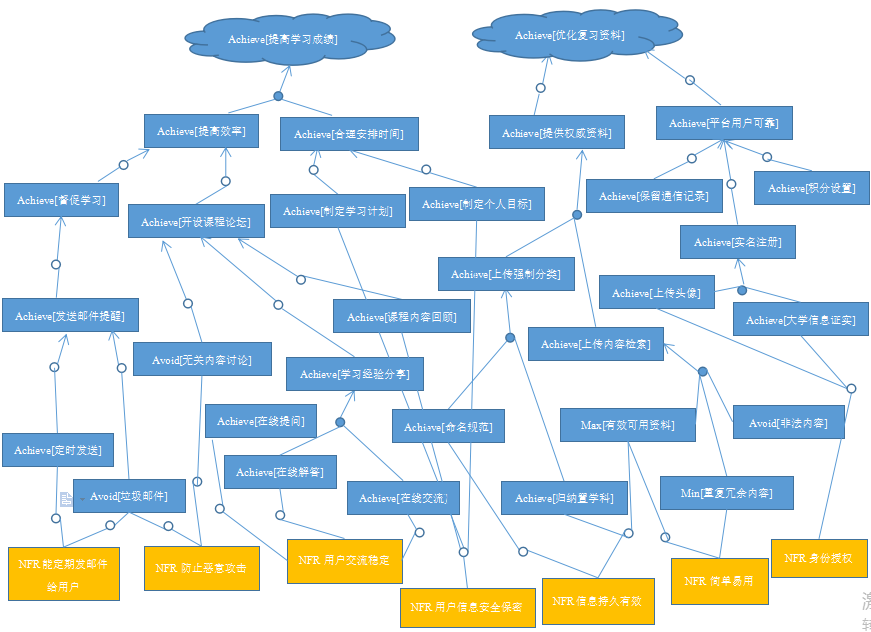 Achieve[提高学习成绩]
Achieve[优化复习资料]
Achieve[提高效率]
Achieve[合理安排时间]
Achieve[提供权威资料]
Achieve[平台用户可靠]
Achieve[督促学习]
Achieve[开设课程论坛]
Achieve[制定学习计划]
Achieve[制定个人目标]
Achieve[保留通信记录]
Achieve[积分设置]
Achieve[实名注册]
Achieve[上传强制分类]
Achieve[上传头像]
Achieve[发送邮件提醒]
Achieve[课程内容回顾]
Achieve[大学信息证实]
Avoid[无关内容讨论]
Achieve[上传内容检索]
Achieve[学习经验分享]
Achieve[在线提问]
Achieve[命名规范]
Max[有效可用资料]
Avoid[非法内容]
Achieve[定时发送]
Achieve[在线解答]
Avoid[垃圾邮件]
Achieve[在线交流]
Achieve[归纳置学科]
Min[重复冗余内容]
NFR 能定期发邮件
给用户
NFR 防止恶意攻击
NFR 用户交流稳定
NFR 用户信息安全保密
NFR 信息持久有效
NFR 简单易用
NFR 身份授权